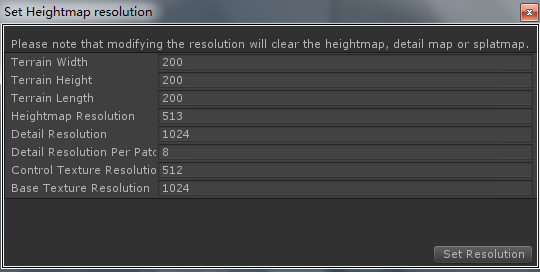 Set Heightmap resolution
Please note that modifying the resolution will clear the heightmap, detail map or splatmap.
Terrain Width 200
Terrain Height 200
Terrain Length 200
Heightmap Resolution 513
Detail Resolution 1024
Detail Resolution Per Patc 8
Control Texture Resolutio 512
Base Texture Resolution 1024
Set Resolution